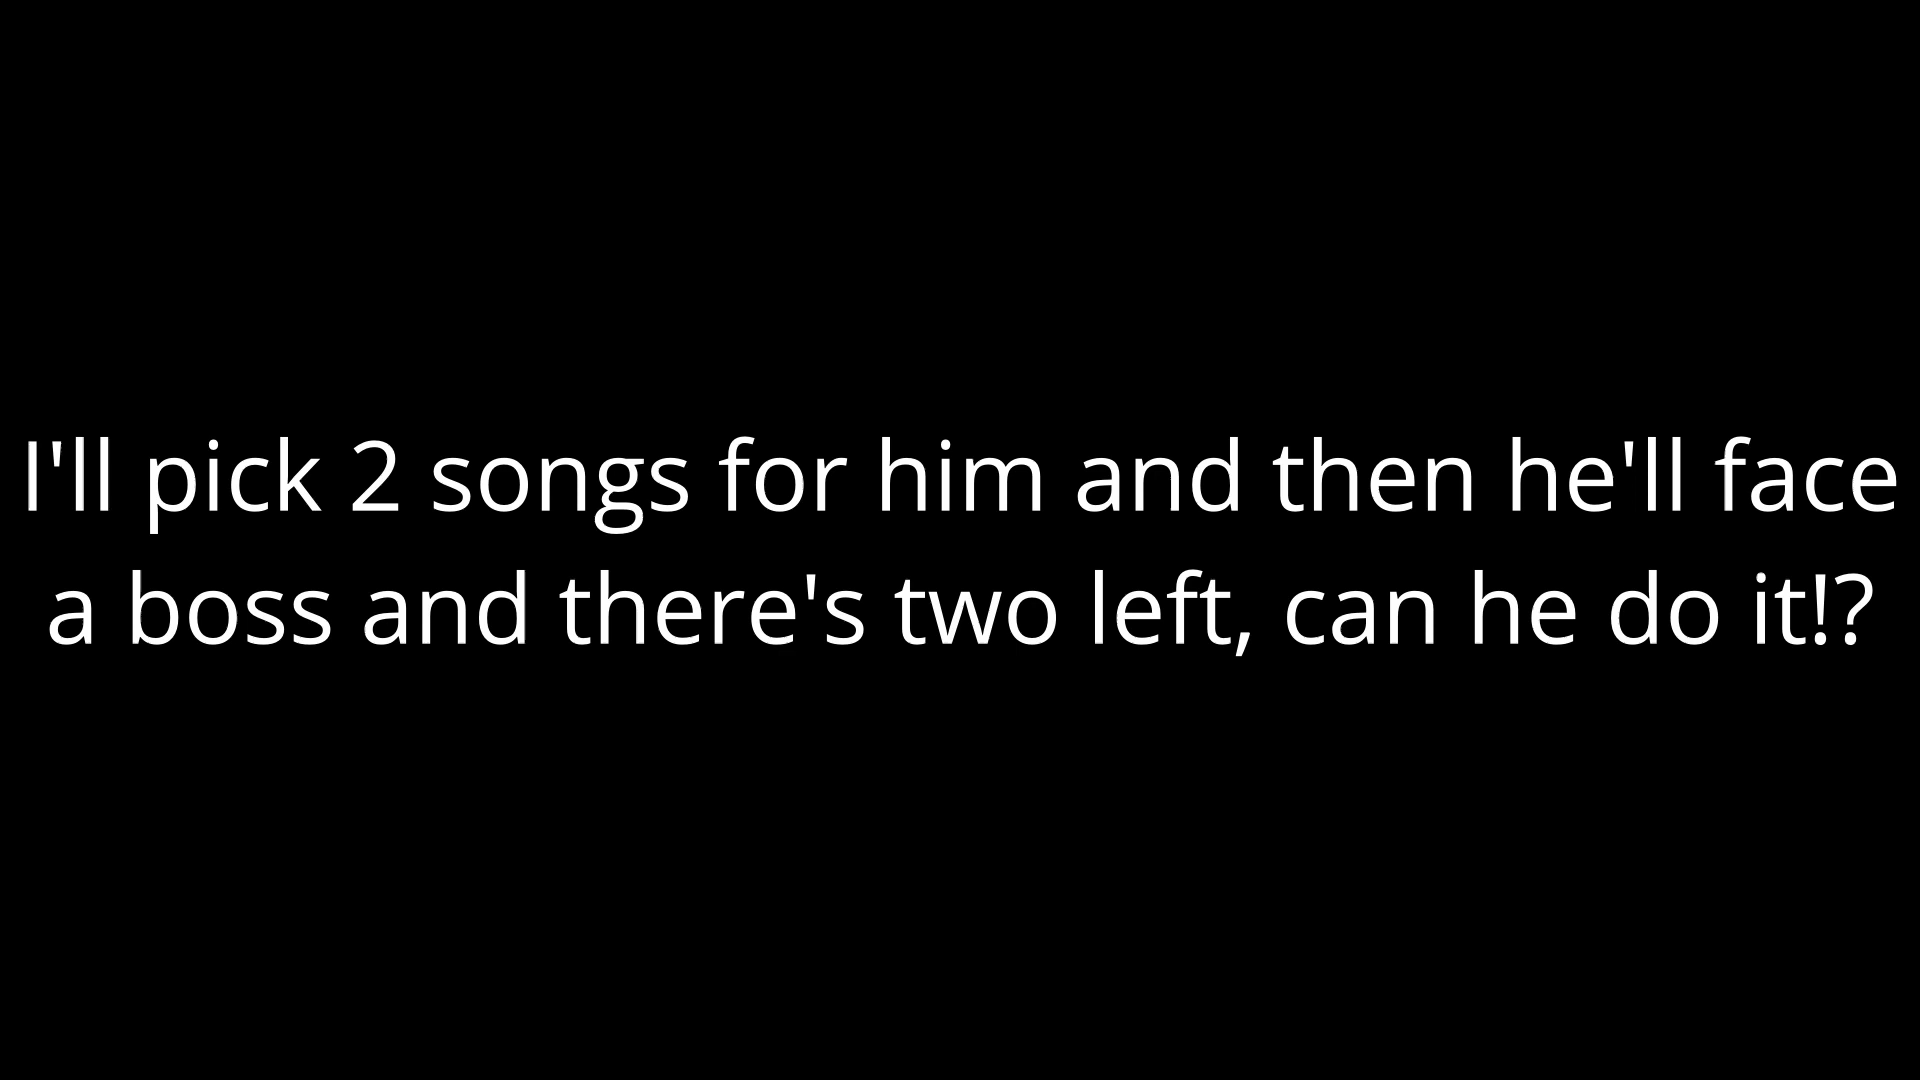 I'll pick 2 songs for him and then he'll face
a boss and there's two left, can he do it!?